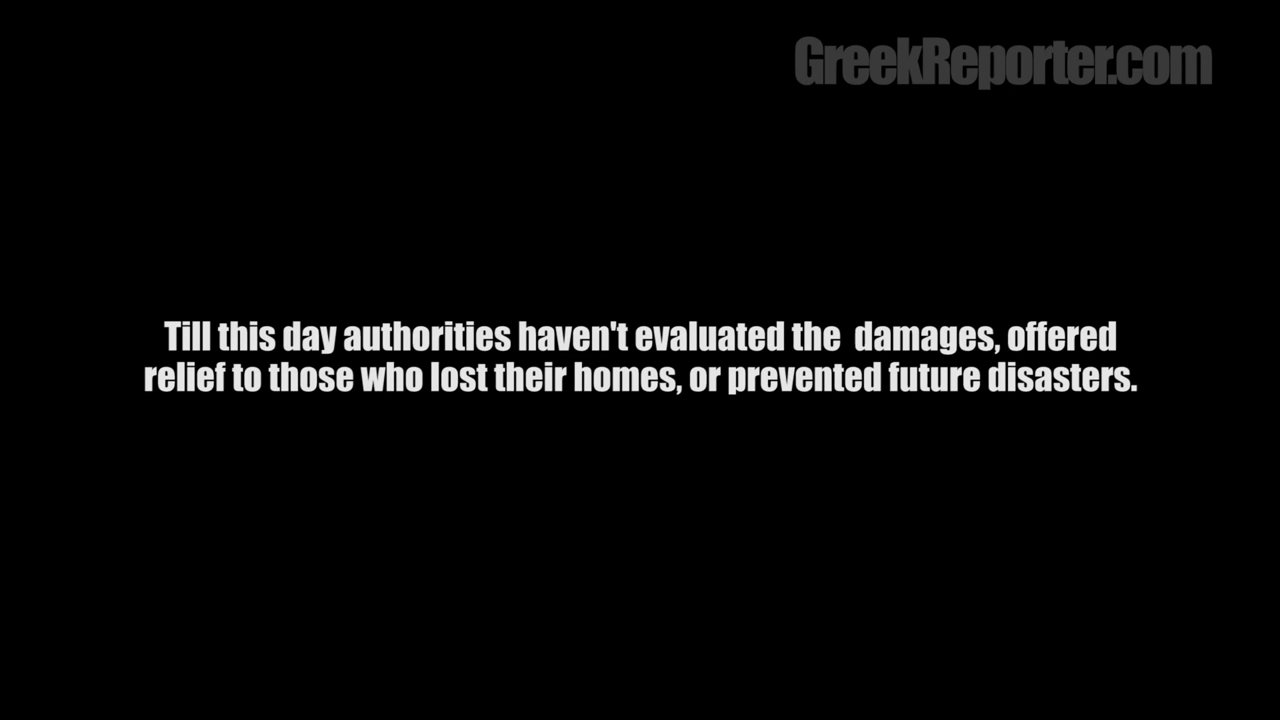 GreekReporter.com
Till this day authorities haven't evaluated the  damages, offered
relief to those who lost their homes, or prevented future disasters.